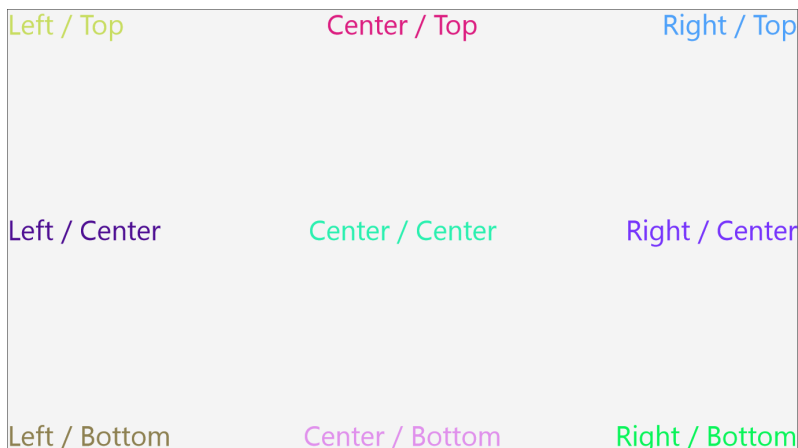 Left / Top
Center / Top
Right / Top
Left / Center
Center / Center
Right / Center
Left / Bottom
Center / Bottom
Right / Bottom